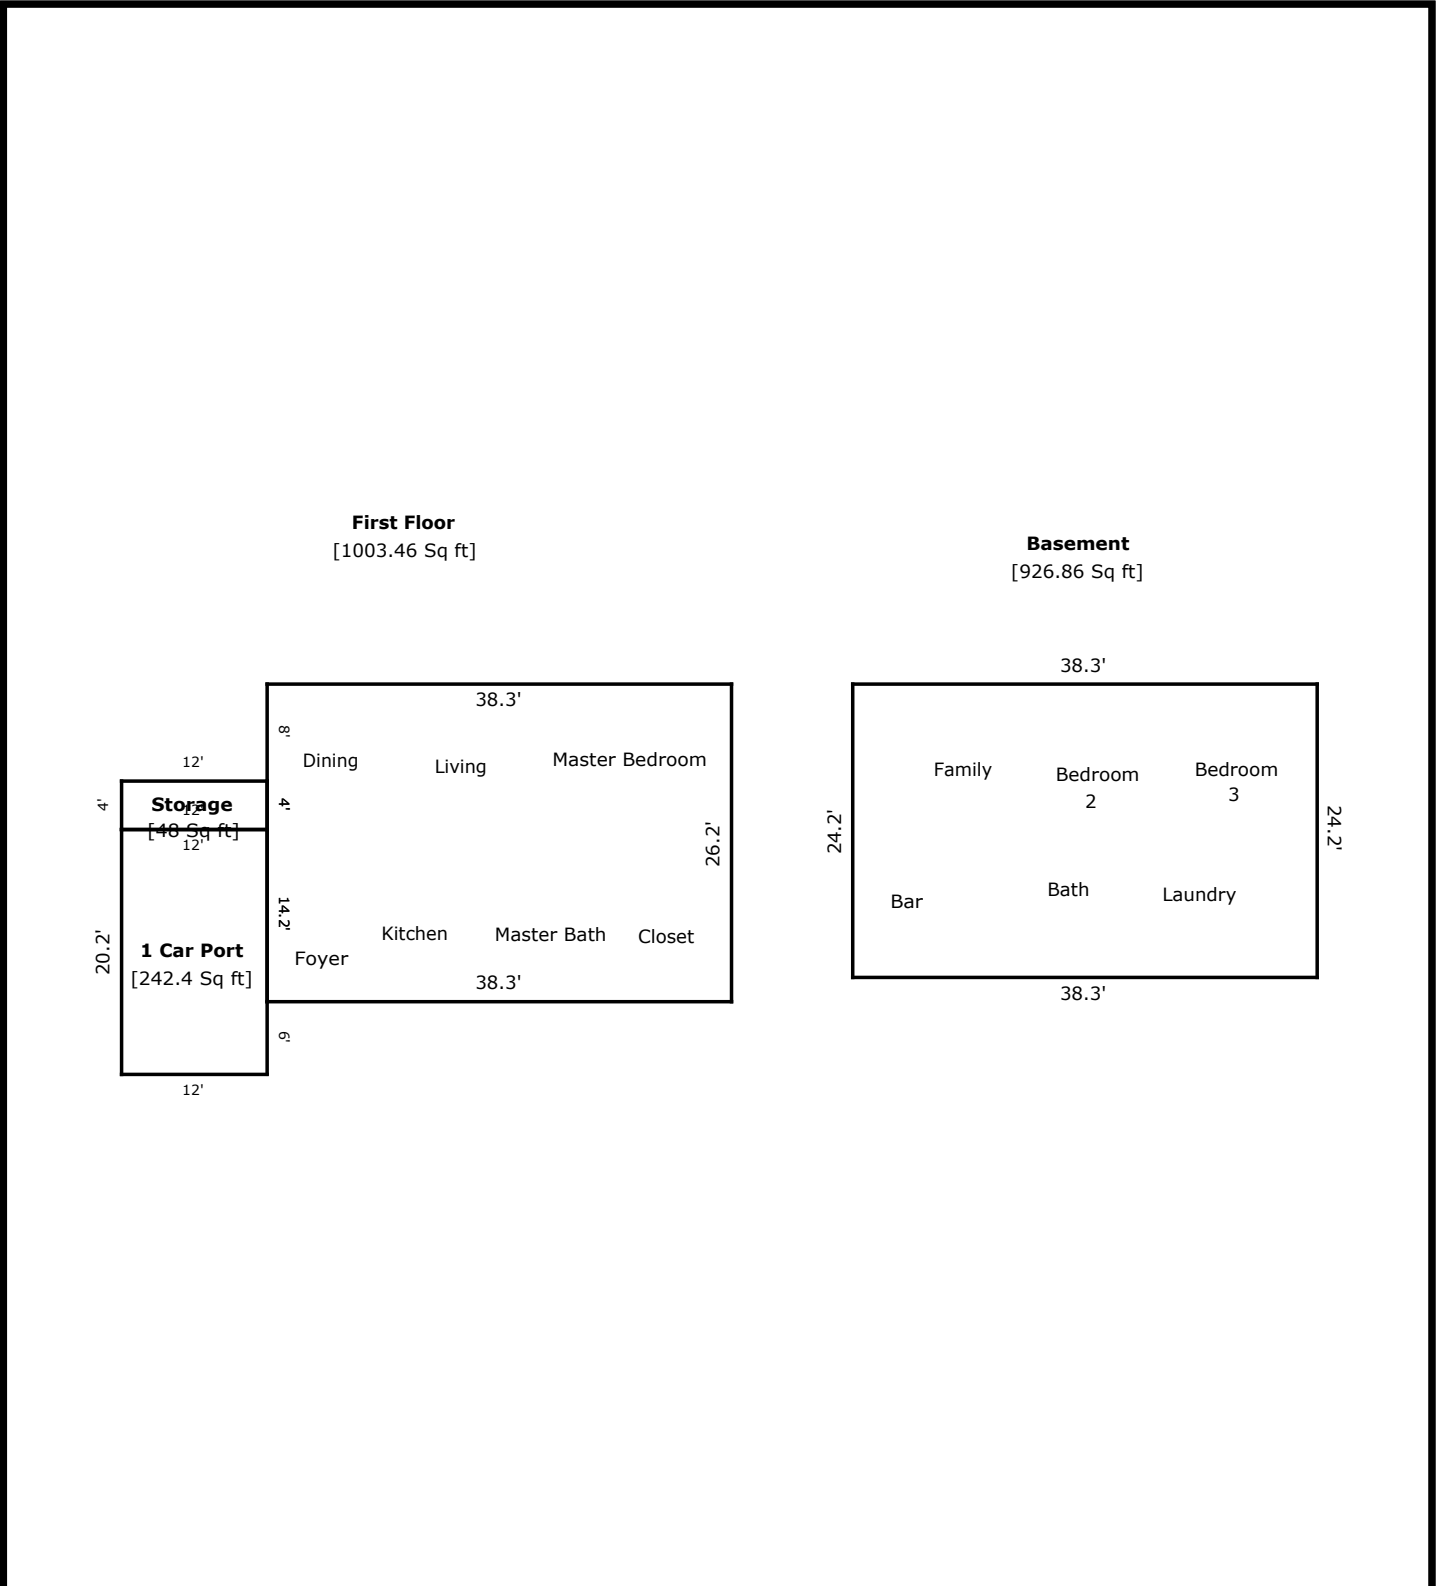 First Floor
[1003.46 Sq ft]
Basement
[926.86 Sq ft]
38.3'
38.3'
8'
Dining
Living
Master Bedroom
Family
Bedroom
2
Bedroom
3
12'
4'
Storage
12'
4'
[48 Sq ft]
12'
26.2'
24.2'
24.2'
Bar
Bath
Laundry
14.2'
20.2'
1 Car Port
[242.4 Sq ft]
Foyer
Kitchen
Master Bath
Closet
38.3'
38.3'
6'
12'